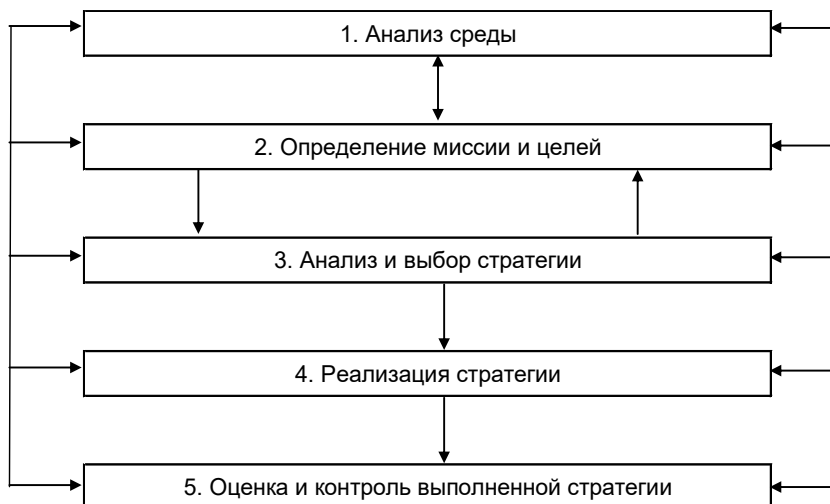 1. Анализ среды
2. Определение миссии и целей
3. Анализ и выбор стратегии
4. Реализация стратегии
5. Оценка и контроль выполненной стратегии